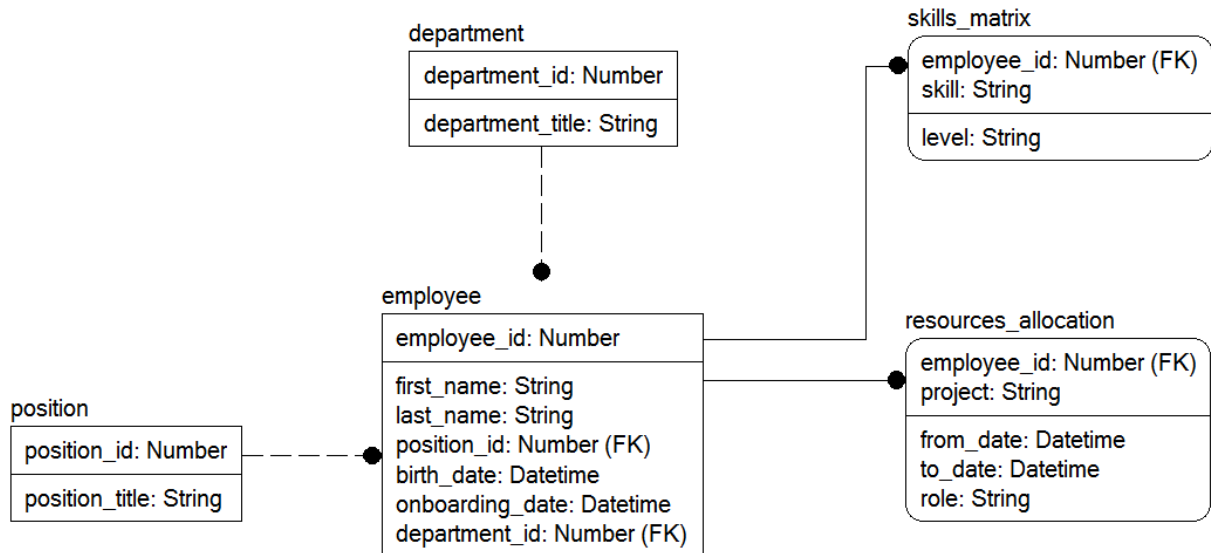 department
department_id: Number
department_title: String
skills_matrix
employee_id: Number (FK)
skill: String
level: String
employee
employee_id: Number
first_name: String
last_name: String
position_id: Number (FK)
birth_date: Datetime
onboarding_date: Datetime
department_id: Number (FK)
position
position_id: Number
position_title: String
resources_allocation
employee_id: Number (FK)
project: String
from_date: Datetime
to_date: Datetime
role: String